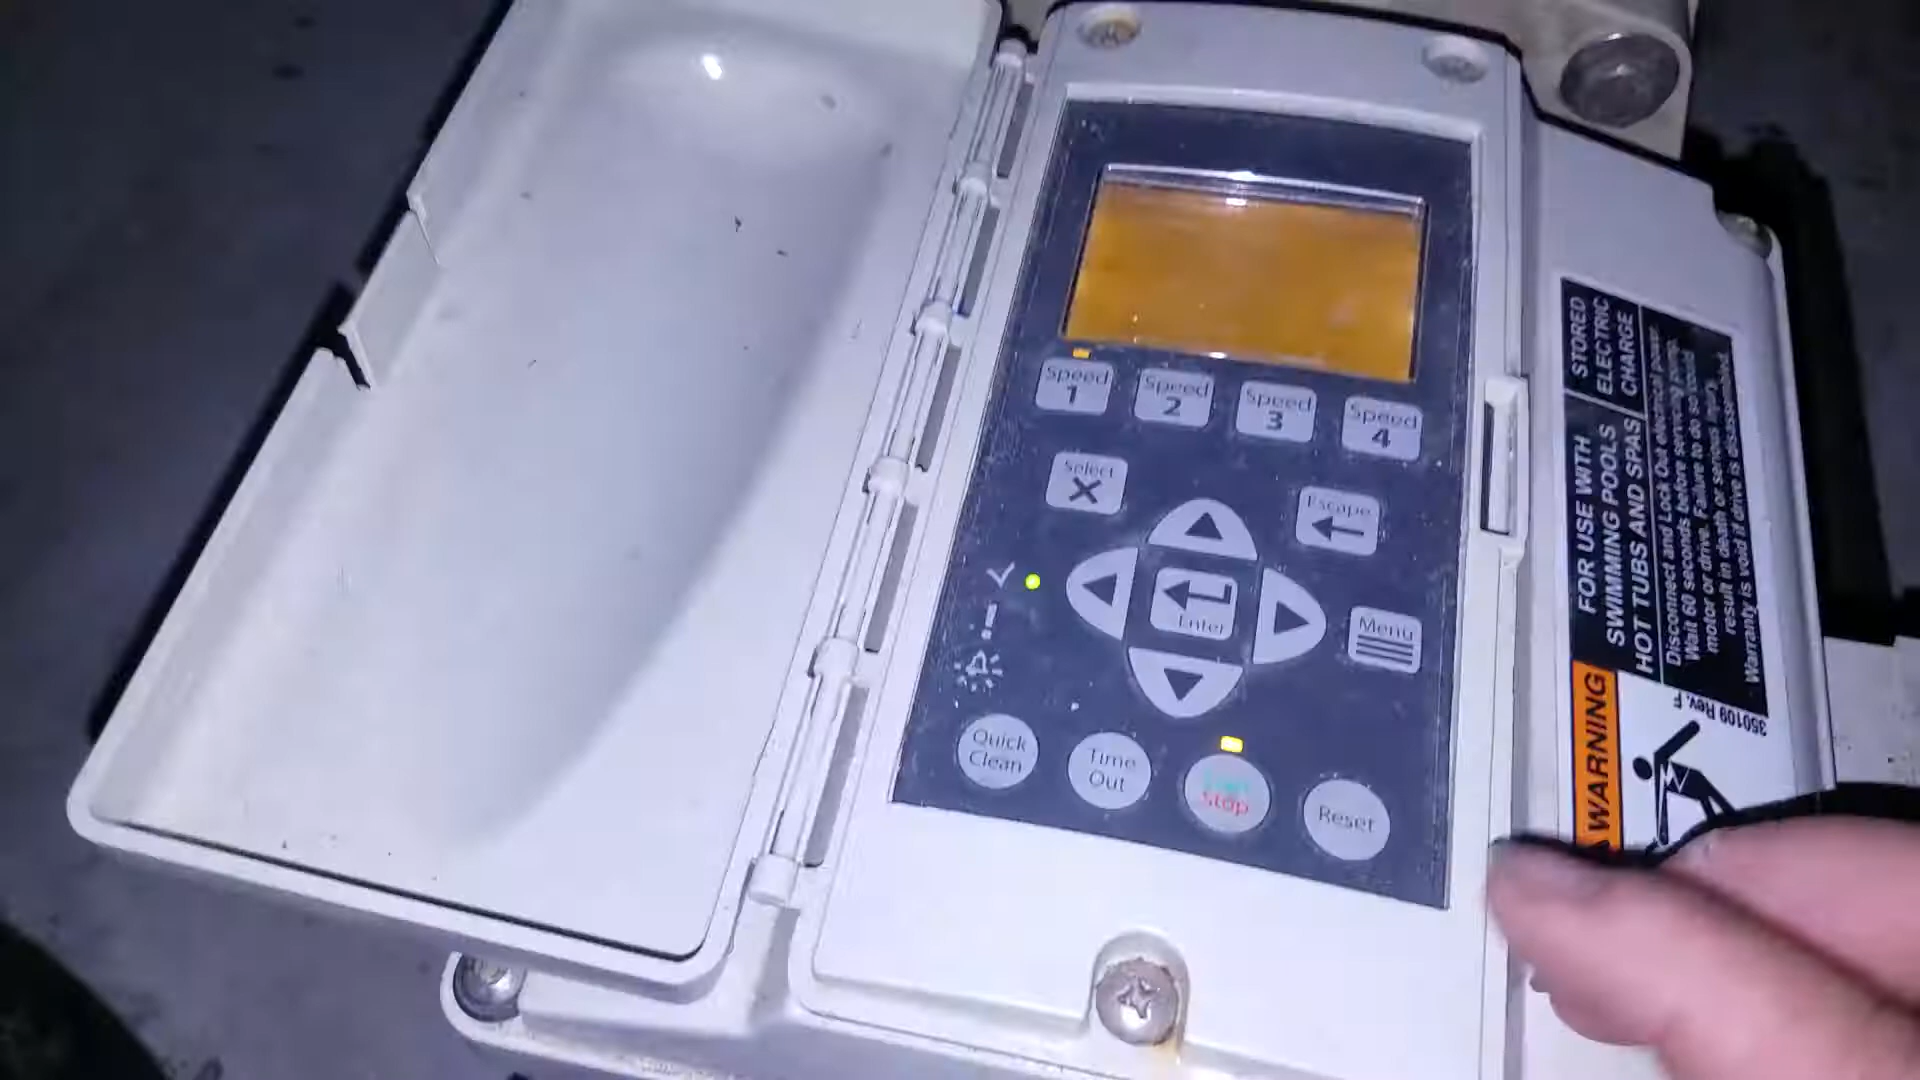 Speed
1
Speed
2
Speed
3
Speed
4
Select
Escape
Enter
Menu
Quick
Clean
Time
Out
Stop
Reset
STORED
ELECTRIC
CHARGE
FOR USE WITH
SWIMMING POOLS
HOT TUBS AND SPAS
Disconnect and Lock Out electrical power.
Wait 60 seconds before servicing pump,
motor or drive. Failure to do so could
result in death or serious injury.
Warranty is void if drive is disassembled.
WARNING
350109 Rev. F